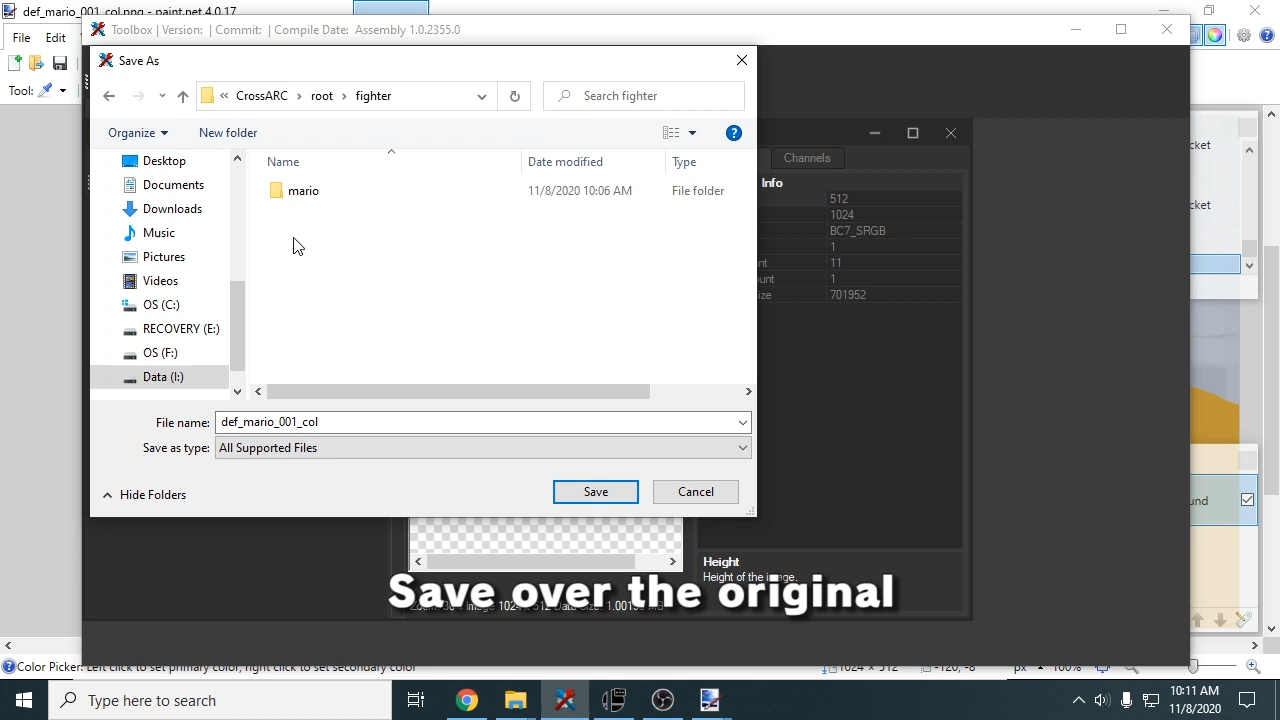 def_mario_001_col.png - paint.net 4.0.17
Toolbox | Version: | Commit: | Compile Date: Assembly 1.0.2355.0
File Edit
Tool:
Save As
« CrossARC > root > fighter
Search fighter
Organize
New folder
Name
Date modified
Type
mario
11/8/2020 10:06 AM
File folder
Desktop
Documents
Downloads
Music
Pictures
Videos
OS (C:)
RECOVERY (E:)
OS (F:)
Data (I:)
File name: def_mario_001_col
Save as type: All Supported Files
Hide Folders
Save
Cancel
Channels
Info
512
1024
BC7_SRGB
1
nt 11
unt 1
ize 701952
Height
Height of the image.
cket
cket
und
Save over the original
Color Picker: Left click to set primary color, right click to set secondary color
1024 × 512
-120, -8
px
100%
Type here to search
10:11 AM
11/8/2020